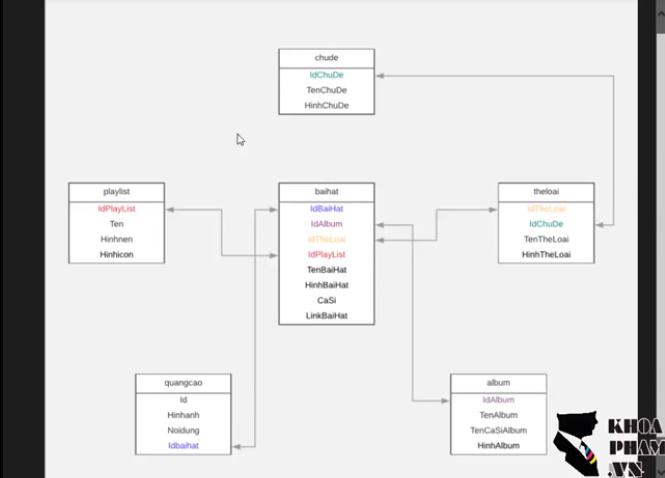 chude
IdChuDe
TenChuDe
HinhChuDe
playlist
IdPlayList
Ten
Hinhnen
Hinhicon
baihat
IdBaiHat
IdAlbum
IdTheLoai
IdPlayList
TenBaiHat
HinhBaiHat
CaSi
LinkBaiHat
theloai
IdTheLoai
IdChuDe
TenTheLoai
HinhTheLoai
quangcao
Id
Hinhanh
Noidung
Idbaihat
album
IdAlbum
TenAlbum
TenCaSiAlbum
HinhAlbum
KHOA
PHAM
.VN